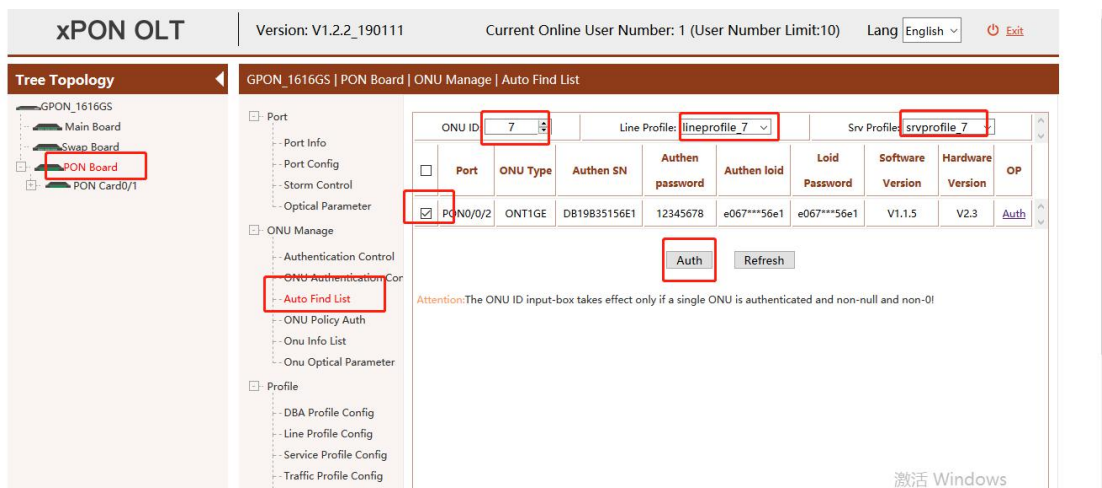 xPON OLT
Version: V1.2.2_190111
Current Online User Number: 1 (User Number Limit:10)
Lang English
Exit
Tree Topology
GPON_1616GS | PON Board | ONU Manage | Auto Find List
GPON_1616GS
Main Board
Swap Board
PON Board
PON Card0/1
Port
Port Info
Port Config
Storm Control
Optical Parameter
ONU Manage
Authentication Control
ONU Authentication Con
Auto Find List
ONU Policy Auth
Onu Info List
Onu Optical Parameter
Profile
DBA Profile Config
Line Profile Config
Service Profile Config
Traffic Profile Config
ONU ID: 7 Line Profile: lineprofile_7 Srv Profile: srvprofile_7
Port ONU Type Authen SN Authen password Authen loid Loid Password Software Version Hardware Version OP
PON0/0/2 ONT1GE DB19B35156E1 12345678 e067***56e1 e067***56e1 V1.1.5 V2.3 Auth
Auth Refresh
Attention:The ONU ID input-box takes effect only if a single ONU is authenticated and non-null and non-0!
激活 Windows